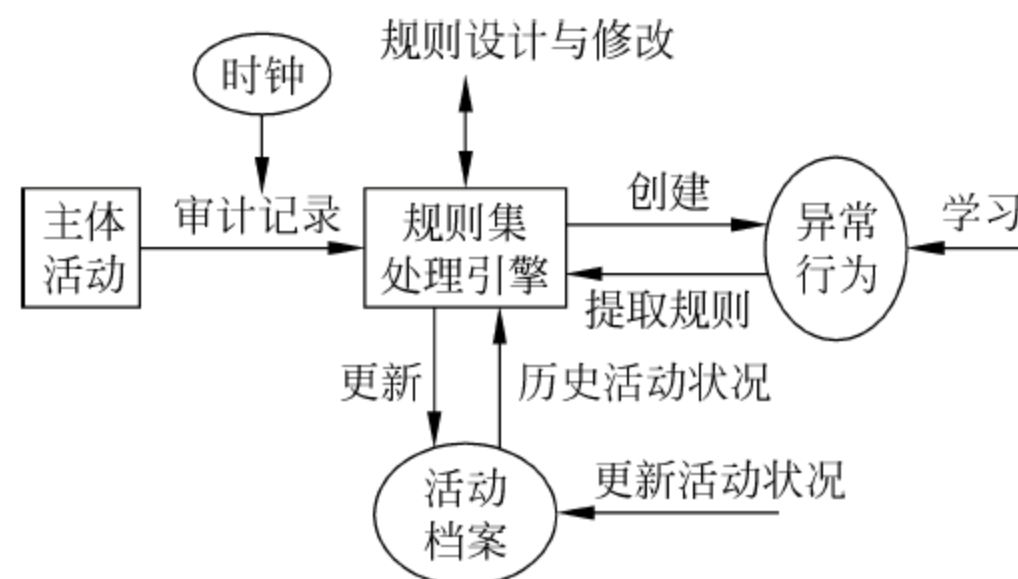 规则设计与修改
时钟
审计记录
主体
活动
规则集
处理引擎
创建
异常
行为
学习
提取规则
更新
历史活动状况
活动
档案
更新活动状况